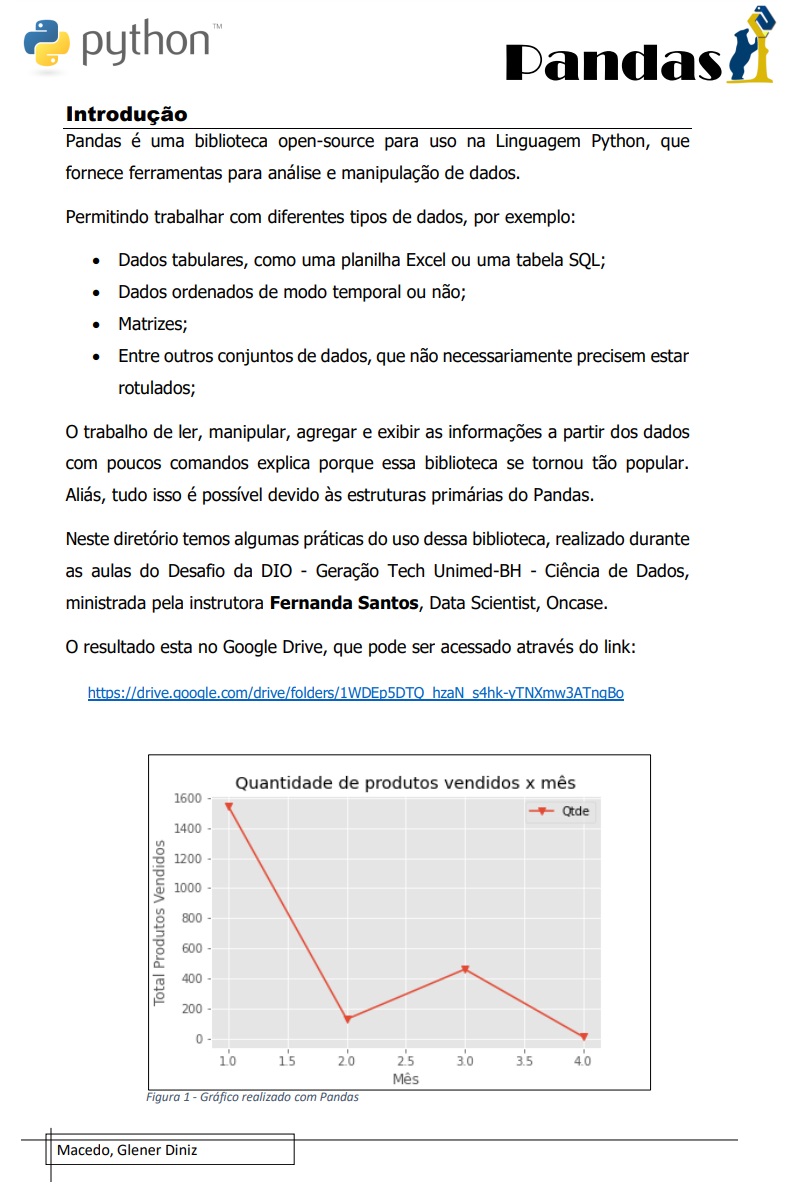 python™
Pandas
Introdução
Pandas é uma biblioteca open-source para uso na Linguagem Python, que
fornece ferramentas para análise e manipulação de dados.
Permitindo trabalhar com diferentes tipos de dados, por exemplo:
• Dados tabulares, como uma planilha Excel ou uma tabela SQL;
• Dados ordenados de modo temporal ou não;
• Matrizes;
• Entre outros conjuntos de dados, que não necessariamente precisem estar
rotulados;
O trabalho de ler, manipular, agregar e exibir as informações a partir dos dados
com poucos comandos explica porque essa biblioteca se tornou tão popular.
Aliás, tudo isso é possível devido às estruturas primárias do Pandas.
Neste diretório temos algumas práticas do uso dessa biblioteca, realizado durante
as aulas do Desafio da DIO - Geração Tech Unimed-BH - Ciência de Dados,
ministrada pela instrutora Fernanda Santos, Data Scientist, Oncase.
O resultado esta no Google Drive, que pode ser acessado através do link:
https://drive.google.com/drive/folders/1WDEp5DTQ_hzaN_s4hk-yTNXmw3ATngBo
Quantidade de produtos vendidos x mês
Qtde
1600
1400
1200
1000
800
600
400
200
0
Total Produtos Vendidos
1.0 1.5 2.0 2.5 3.0 3.5 4.0
Mês
Figura 1 - Gráfico realizado com Pandas
Macedo, Glener Diniz